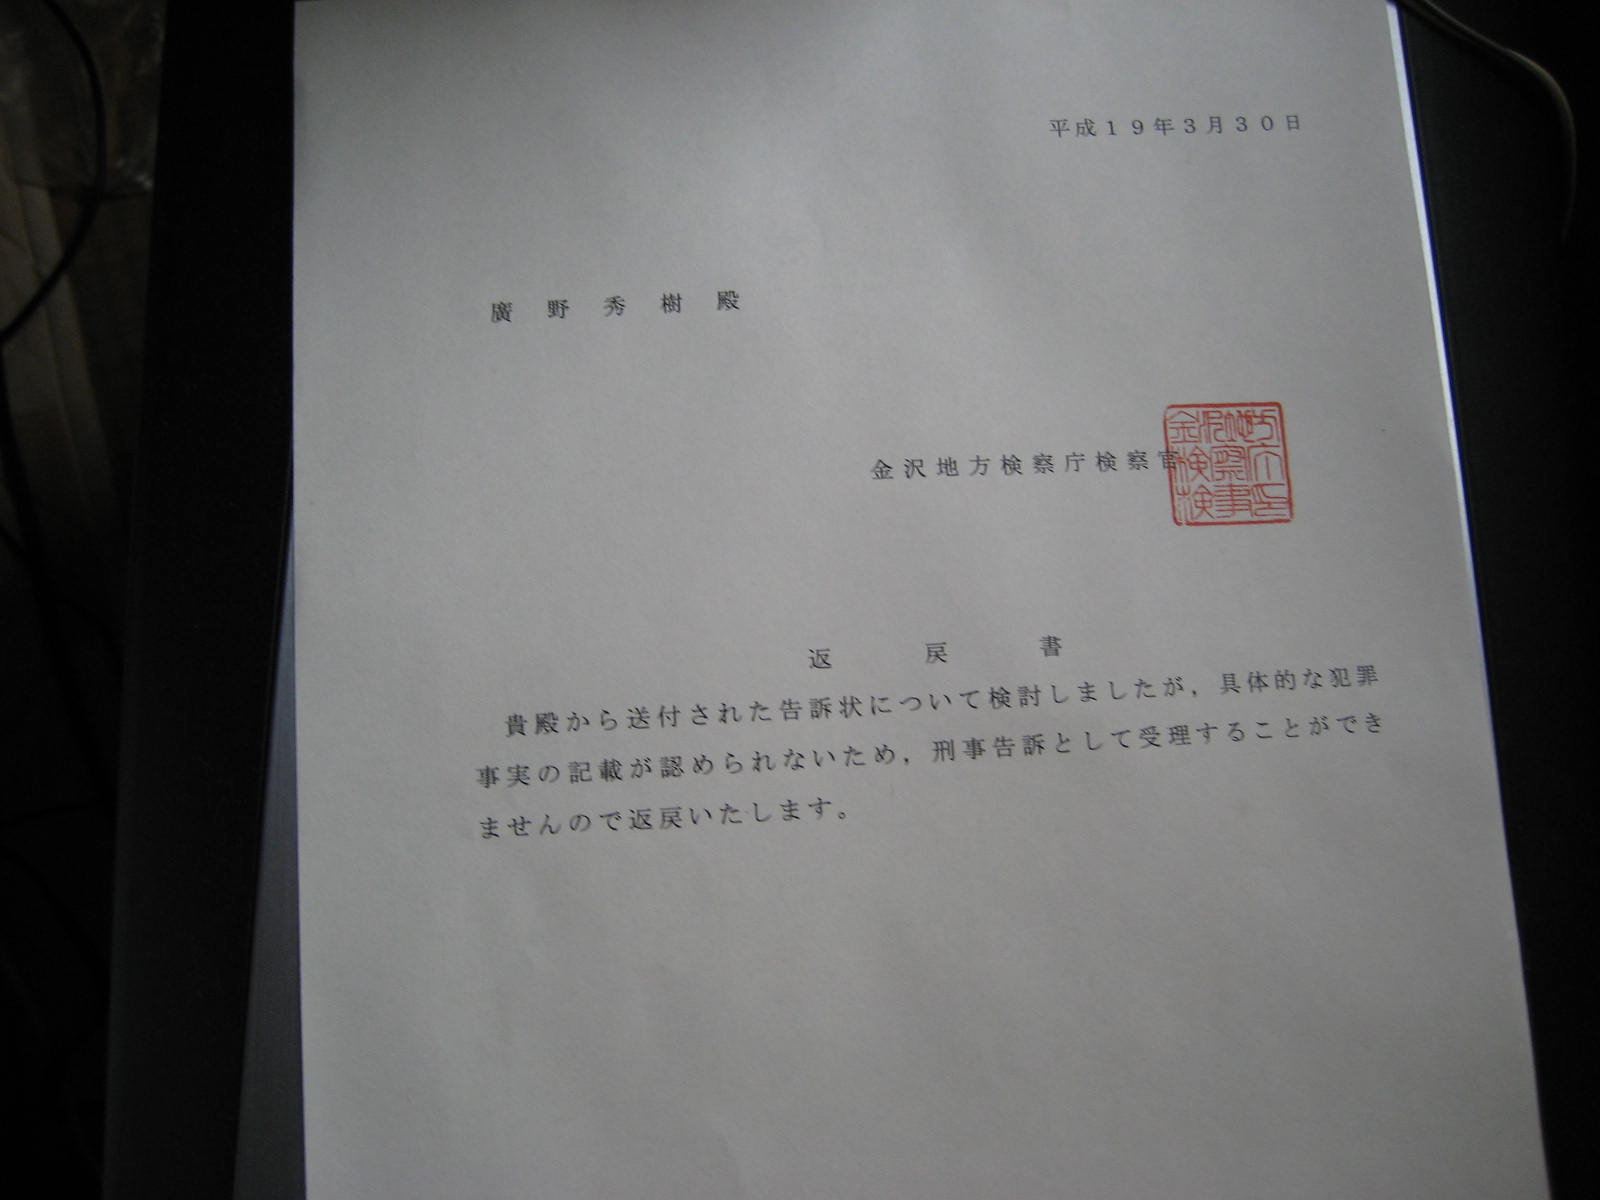 平成１９年３月３０日
廣野秀樹殿
金沢地方検察庁検察官
金沢地方
検察庁
検事印
返戻書
貴殿から送付された告訴状について検討しましたが，具体的な犯罪
事実の記載が認められないため，刑事告訴として受理することができ
ませんので返戻いたします。